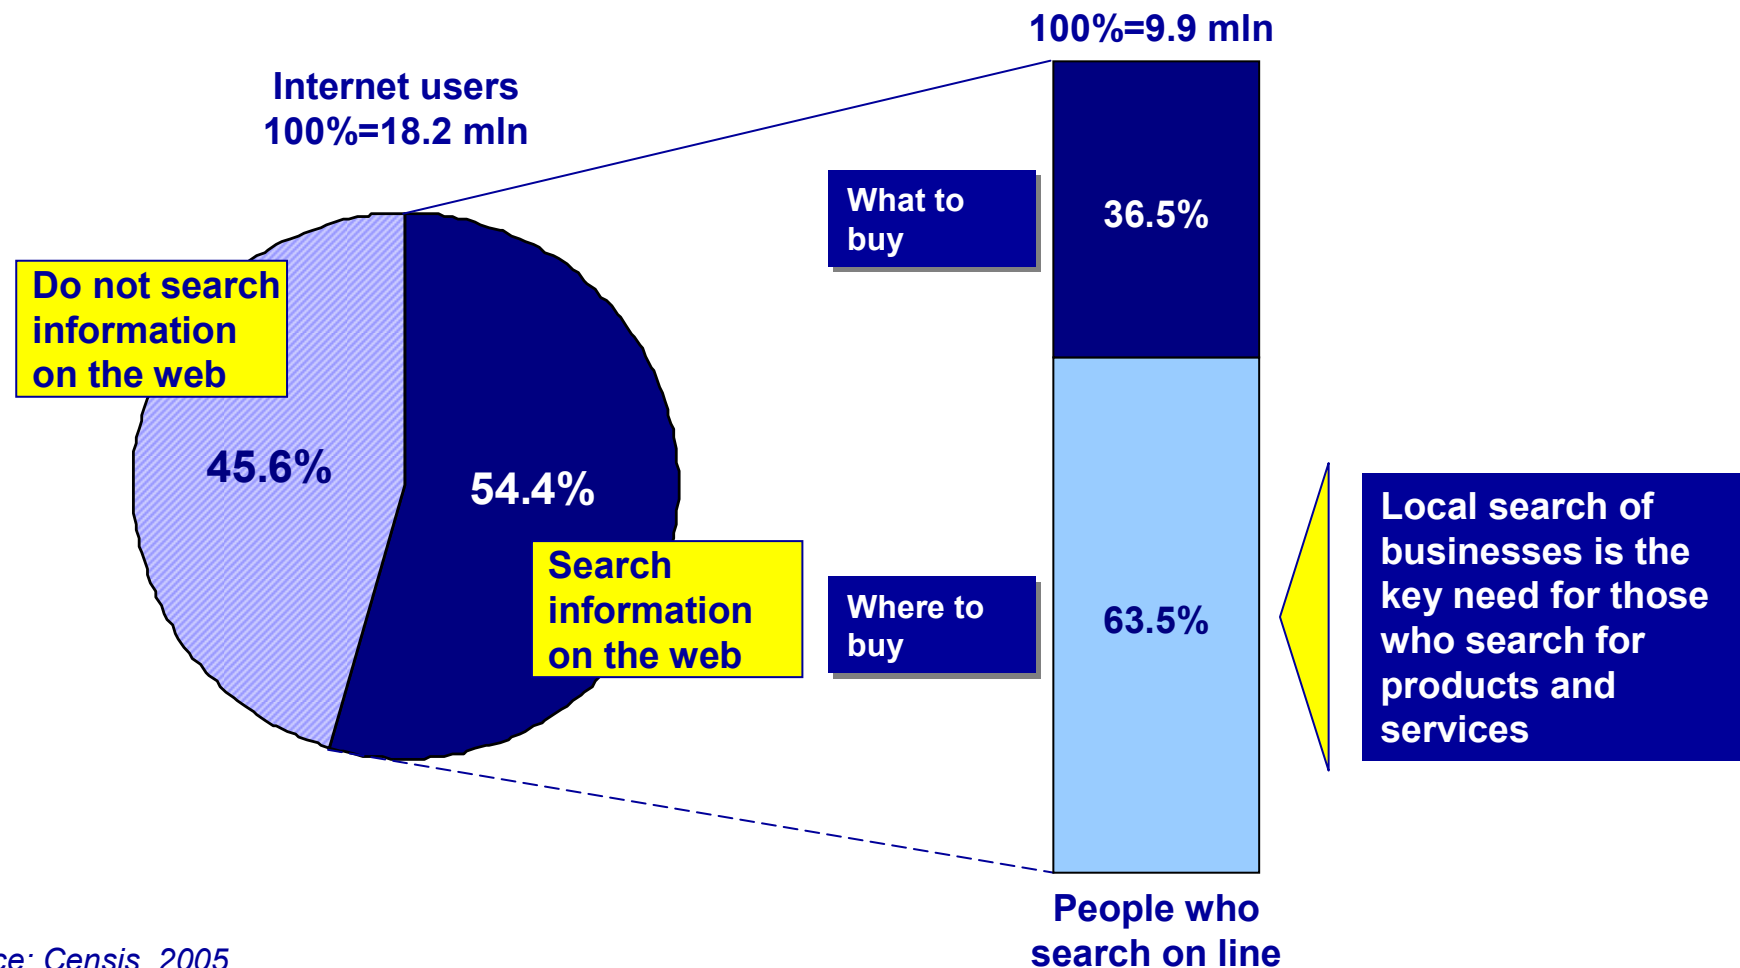 100%=9.9 mln
Internet users
100%=18.2 mln
What to
buy
36.5%
Do not search
information
on the web
45.6%
54.4%
Search
information
on the web
Where to
buy
63.5%
Local search of
businesses is the
key need for those
who search for
products and
services
People who
search on line
Censis, 2005